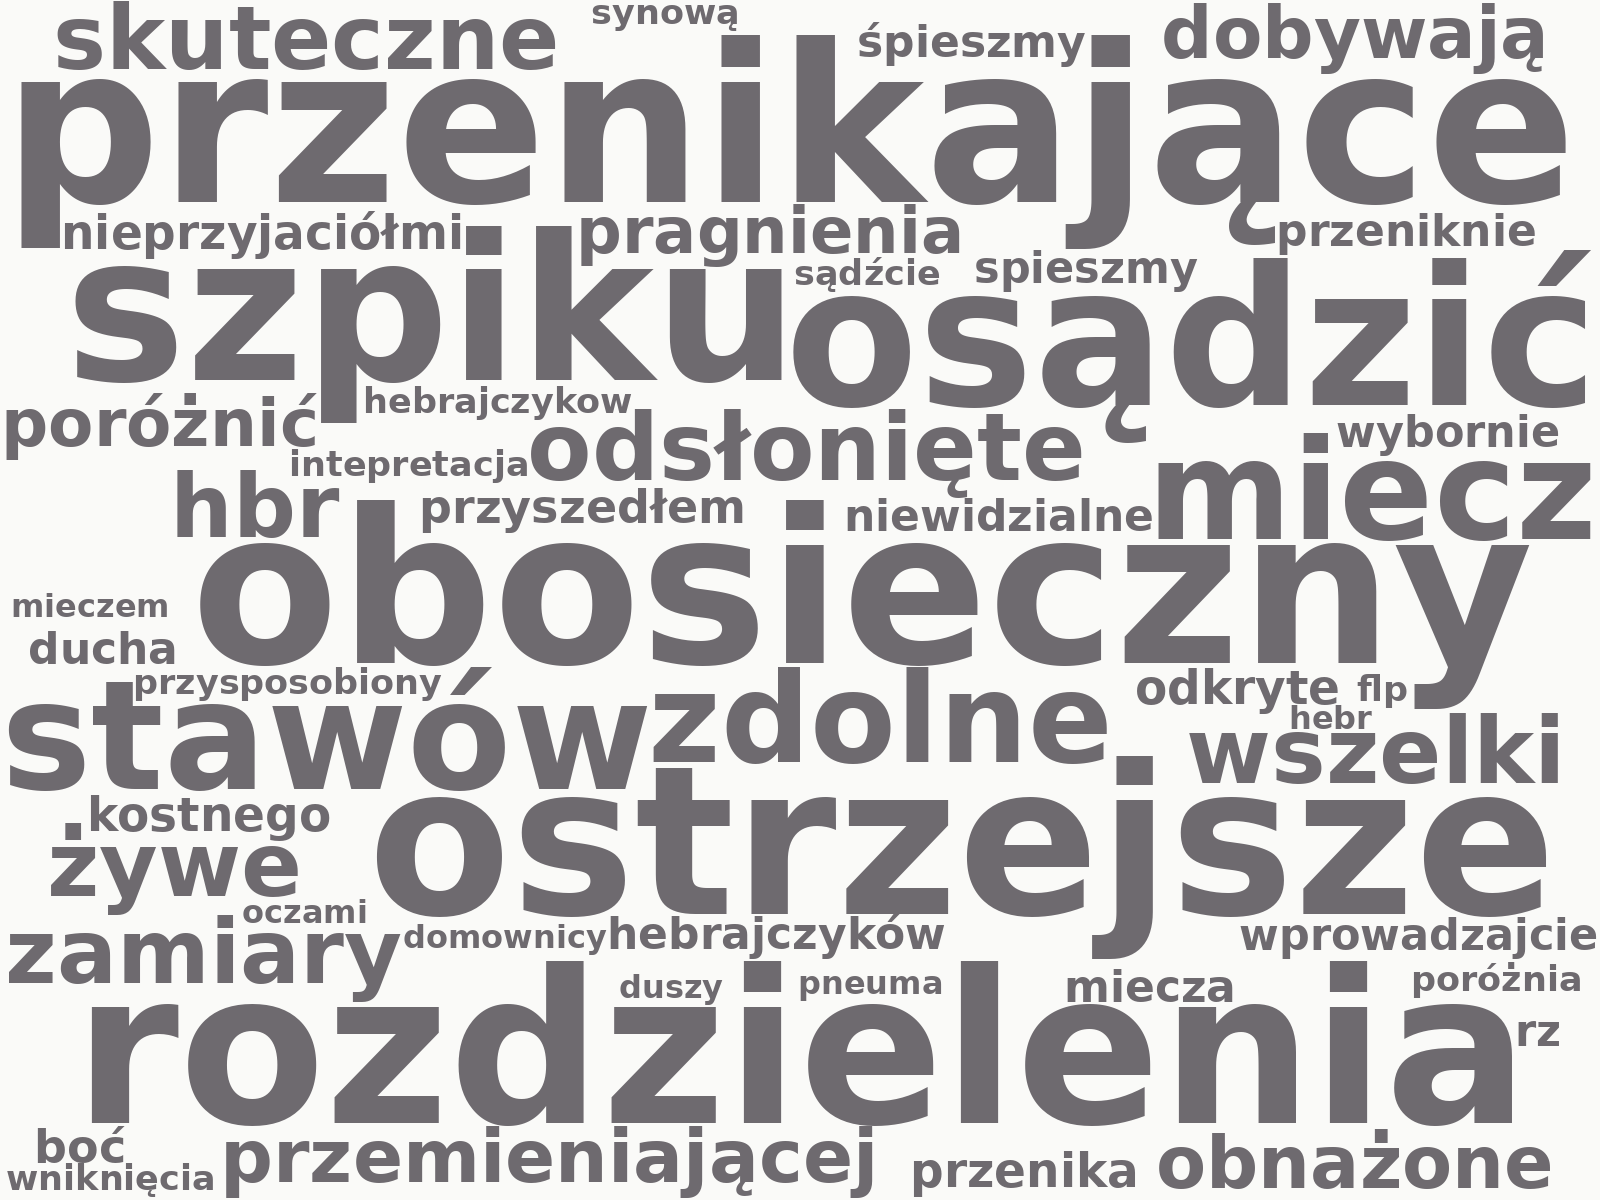 skuteczne
synową
śpieszmy
dobywają
przenikające
nieprzyjaciółmi
pragnienia
przeniknie
szpiku
sądźcie
spieszmy
osądzić
poróżnić
hebrajczykow
odsłonięte
wybornie
intepretacja
miecz
hbr
przyszedłem
niewidzialne
obosieczny
mieczem
ducha
przysposobiony
stawów
zdolne
odkryte
flp
hebr
wszelki
kostnego
ostrzejsze
żywe
oczami
zamiary
domownicy
hebrajczyków
wprowadzajcie
duszy
pneuma
miecza
poróżnia
rozdzielenia
rz
boć
wniknięcia
przemieniającej
przenika
obnażone